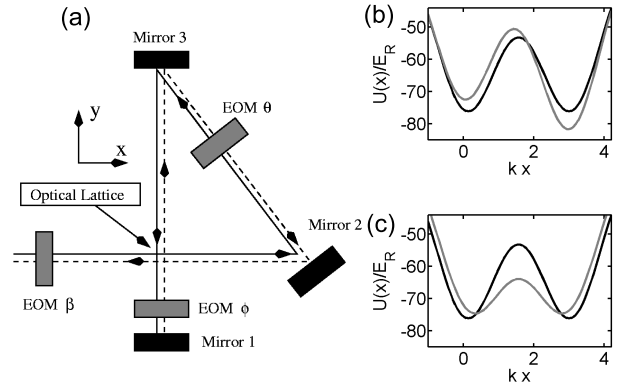 (a)
Mirror 3
EOM θ
y
x
Optical Lattice
Mirror 2
EOM β
EOM ϕ
Mirror 1
(b)
U(x)/E_R
-50
-60
-70
-80
0
2
4
k x
(c)
U(x)/E_R
-50
-60
-70
-80
0
2
4
k x